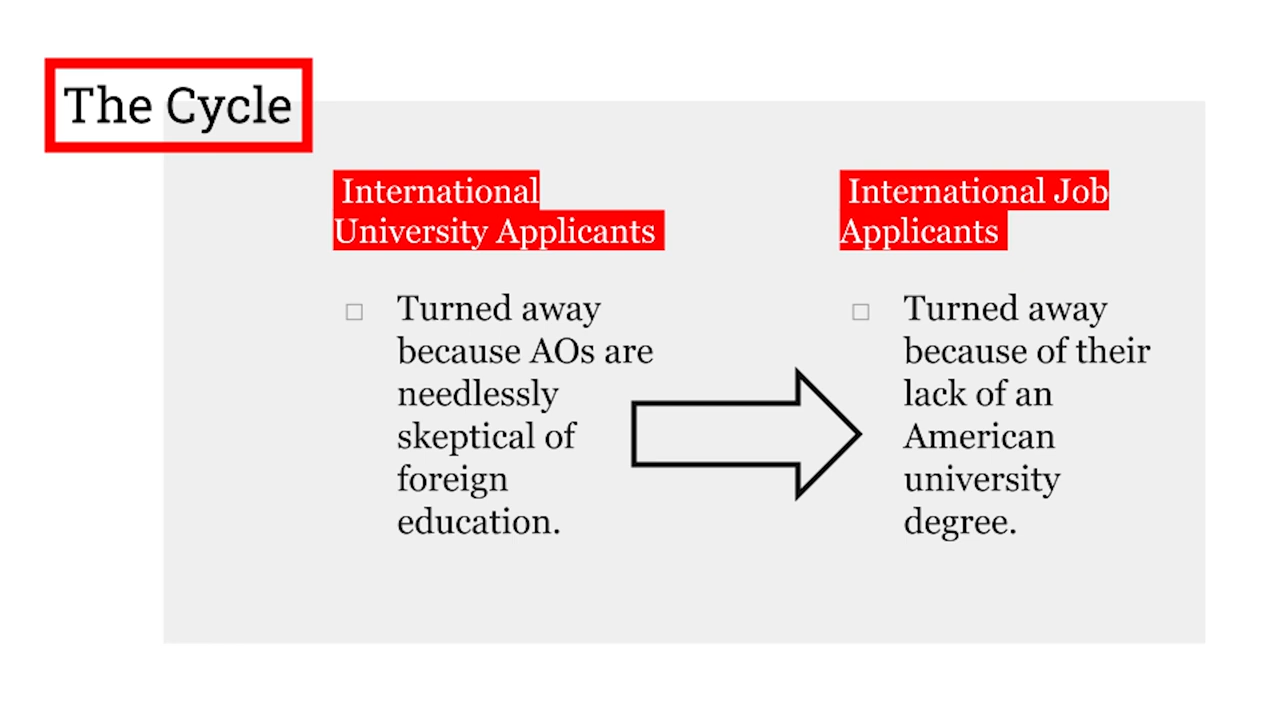 The Cycle
International
University Applicants
Turned away
because AOs are
needlessly
skeptical of
foreign
education.
International Job
Applicants
Turned away
because of their
lack of an
American
university
degree.